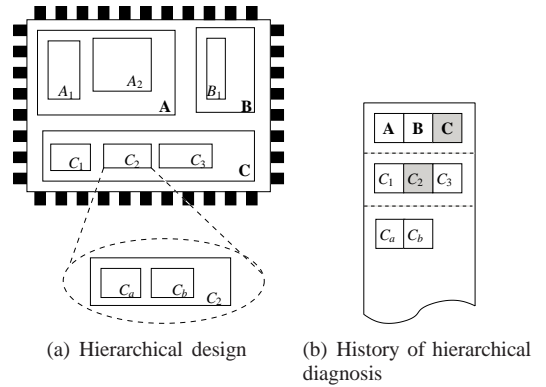 A1
A2
A
B1
B
C1
C2
C3
C
Ca
Cb
C2
(a) Hierarchical design
A B C
C1 C2 C3
Ca Cb
(b) History of hierarchical
diagnosis